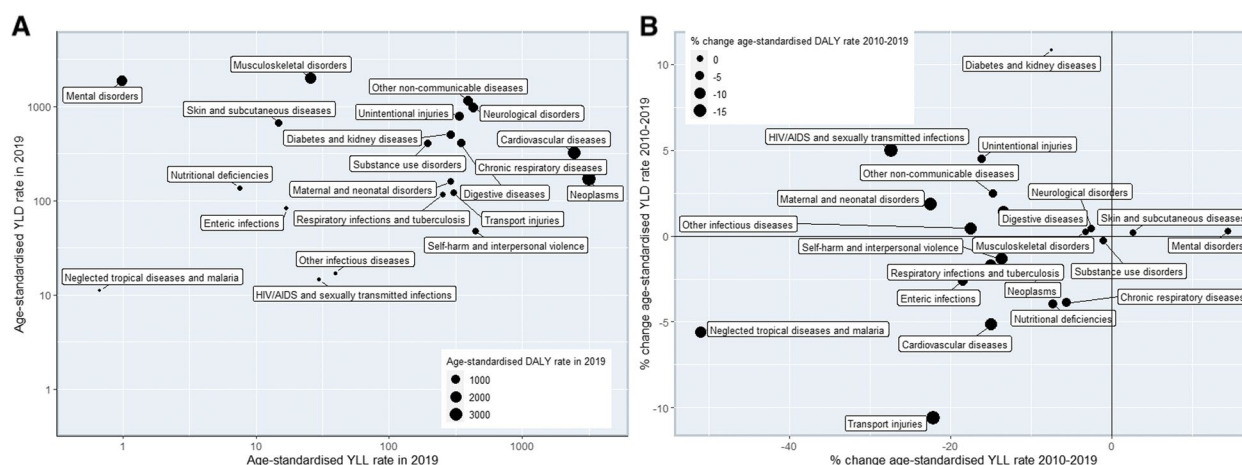 A
Musculoskeletal disorders
Mental disorders
Other non-communicable diseases
Skin and subcutaneous diseases
Unintentional injuries
Neurological disorders
Diabetes and kidney diseases
Cardiovascular diseases
Substance use disorders
Chronic respiratory diseases
Nutritional deficiencies
Maternal and neonatal disorders
Digestive diseases
Neoplasms
Enteric infections
Respiratory infections and tuberculosis
Transport injuries
Self-harm and interpersonal violence
Other infectious diseases
Neglected tropical diseases and malaria
HIV/AIDS and sexually transmitted infections
Age-standardised DALY rate in 2019
1000
2000
3000
1000
100
10
1
Age-standardised YLD rate in 2019
1
10
100
1000
Age-standardised YLL rate in 2019
B
% change age-standardised DALY rate 2010-2019
0
-5
-10
-15
Diabetes and kidney diseases
HIV/AIDS and sexually transmitted infections
Unintentional injuries
Other non-communicable diseases
Maternal and neonatal disorders
Neurological disorders
Other infectious diseases
Digestive diseases
Skin and subcutaneous diseases
Self-harm and interpersonal violence
Musculoskeletal disorders
Mental disorders
Respiratory infections and tuberculosis
Substance use disorders
Enteric infections
Neoplasms
Chronic respiratory diseases
Nutritional deficiencies
Neglected tropical diseases and malaria
Cardiovascular diseases
Transport injuries
10
5
0
-5
-10
% change age-standardised YLD rate 2010-2019
-40
-20
0
% change age-standardised YLL rate 2010-2019